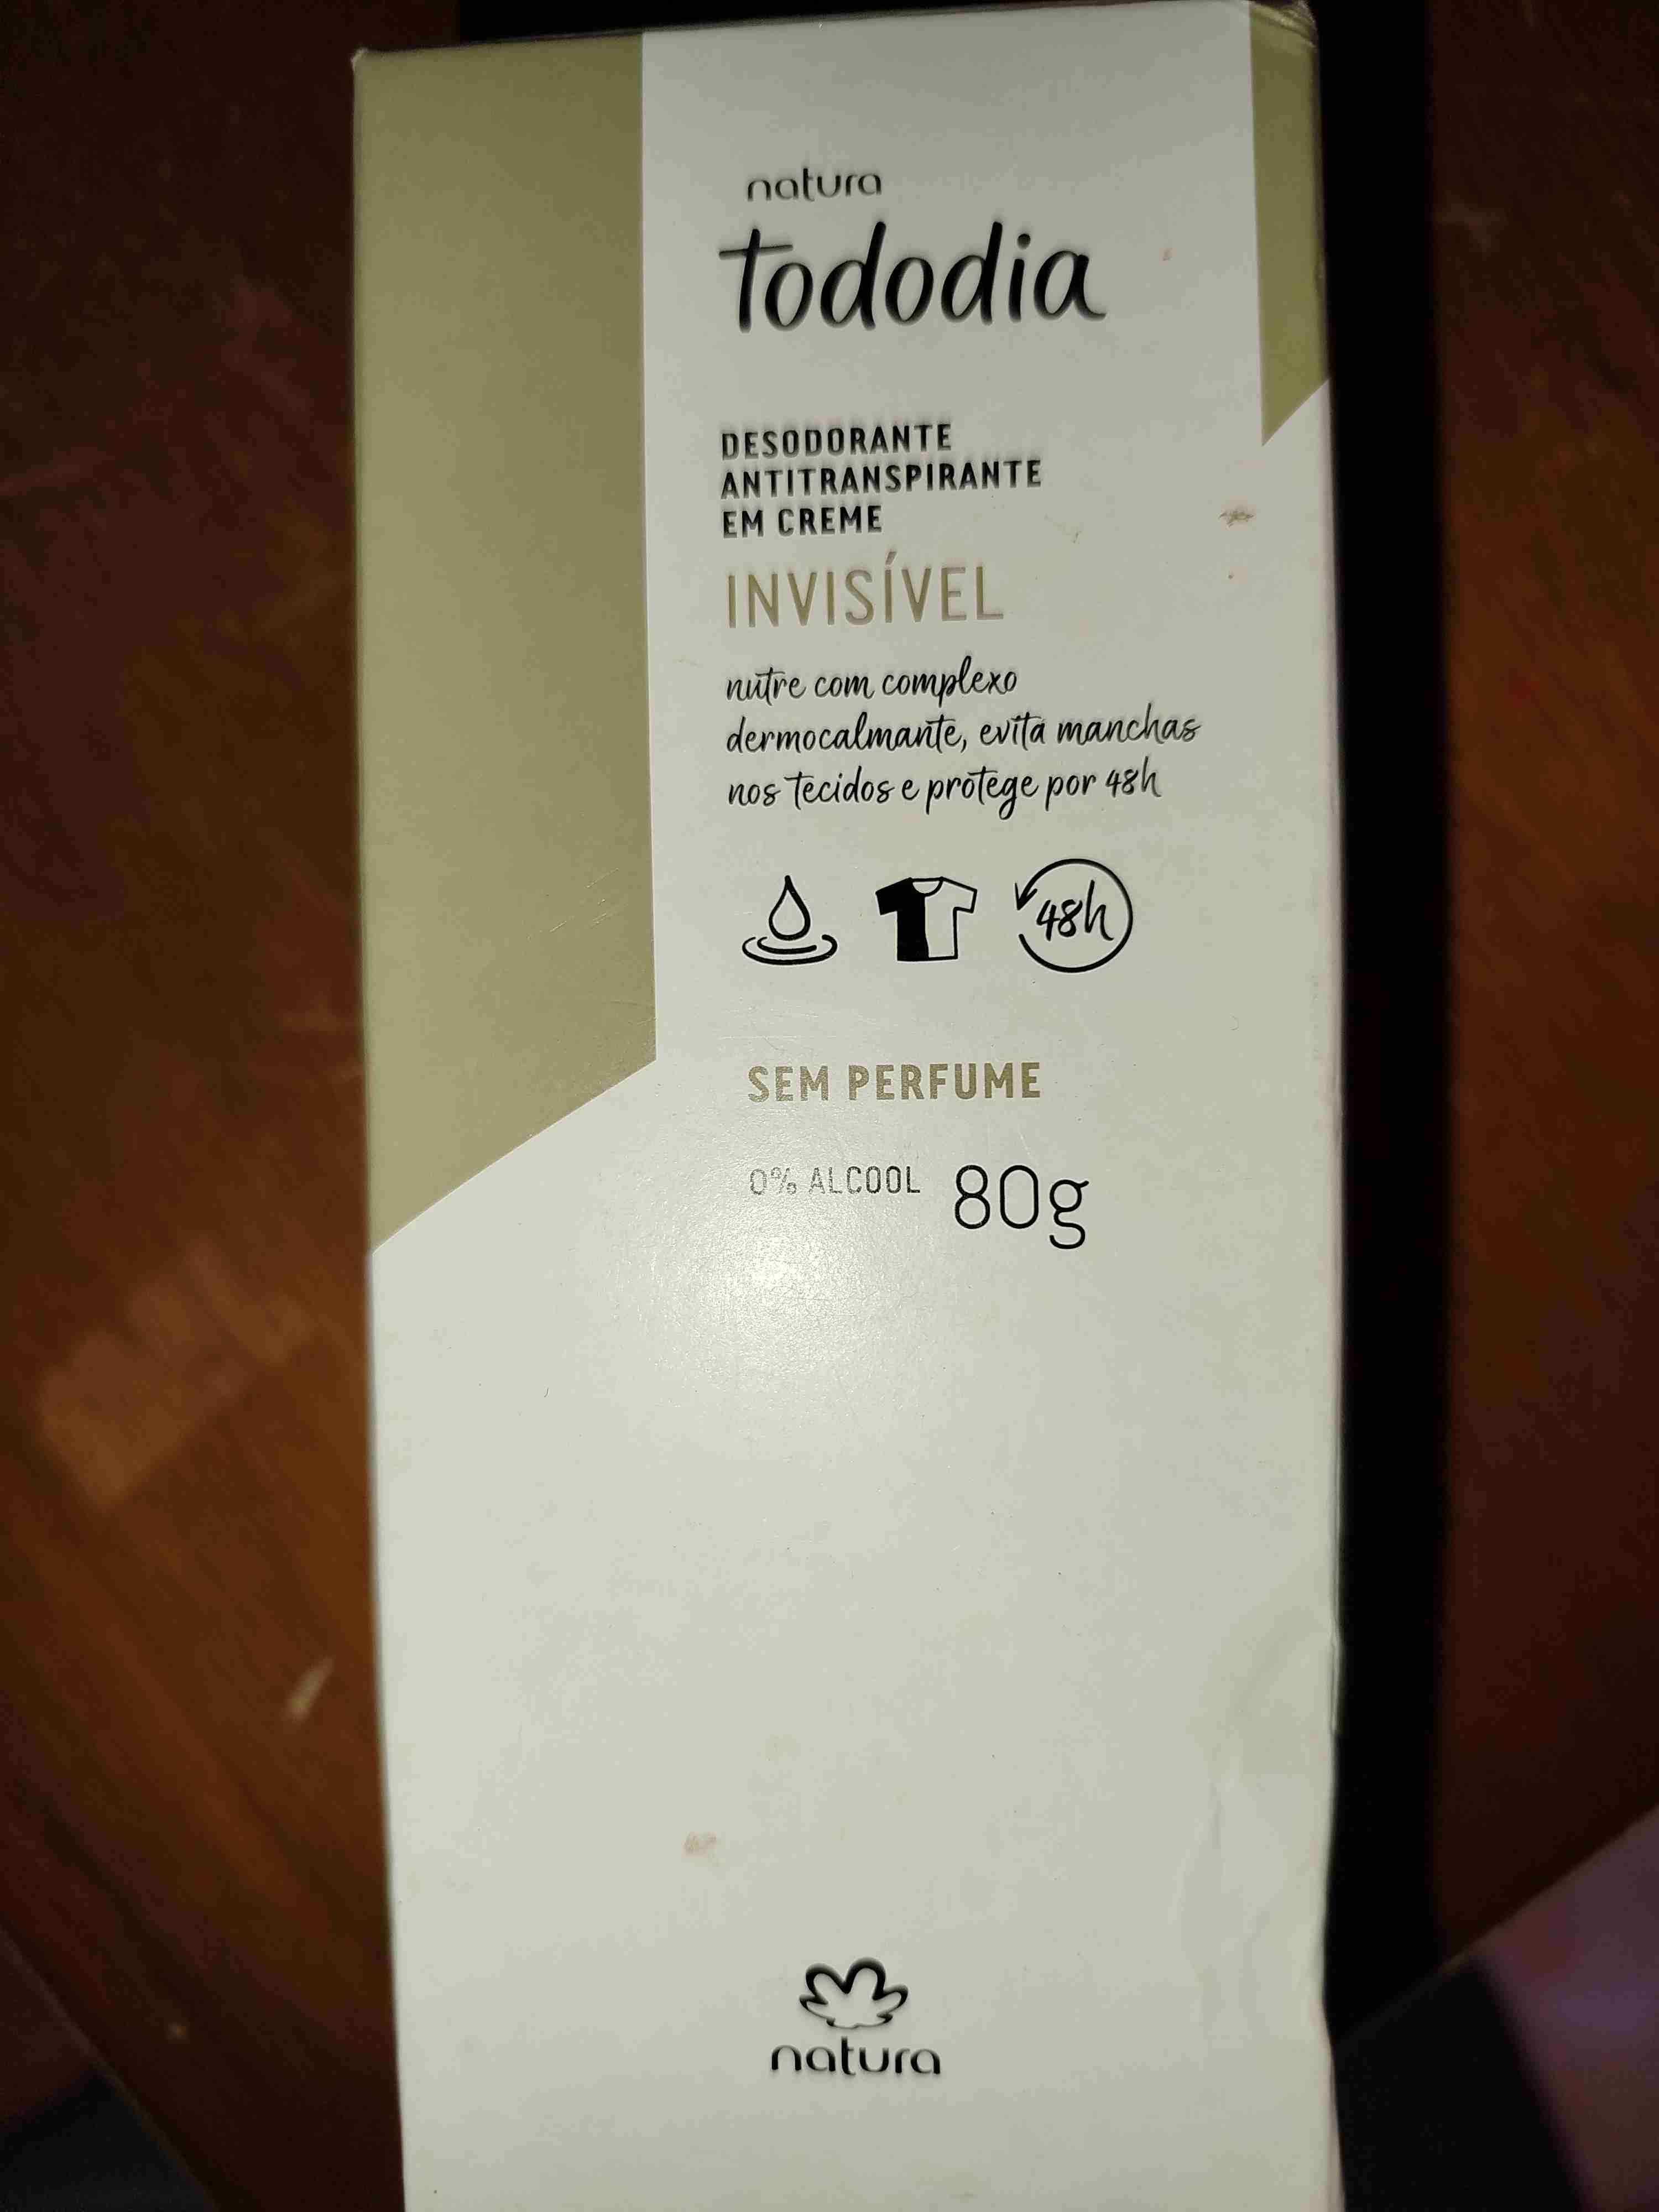 natura
tododia
DESODORANTE
ANTITRANSPIRANTE
EM CREME
INVISÍVEL
nutre com complexo
dermocalmante, evita manchas
nos tecidos e protege por 48h
48h
SEM PERFUME
0% ALCOOL 80g
natura